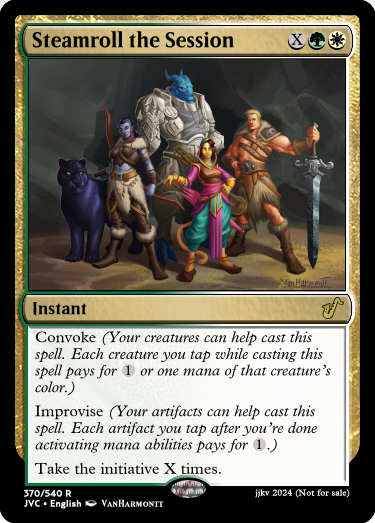 Steamroll the Session X
Instant
Convoke (Your creatures can help cast this
spell. Each creature you tap while casting this
spell pays for 1 or one mana of that creature's
color.)
Improvise (Your artifacts can help cast this
spell. Each artifact you tap after you're done
activating mana abilities pays for 1.)
Take the initiative X times.
370/540 R
jjkv 2024 (Not for sale)
JVC • English VanHarmontt
VanHarmontt